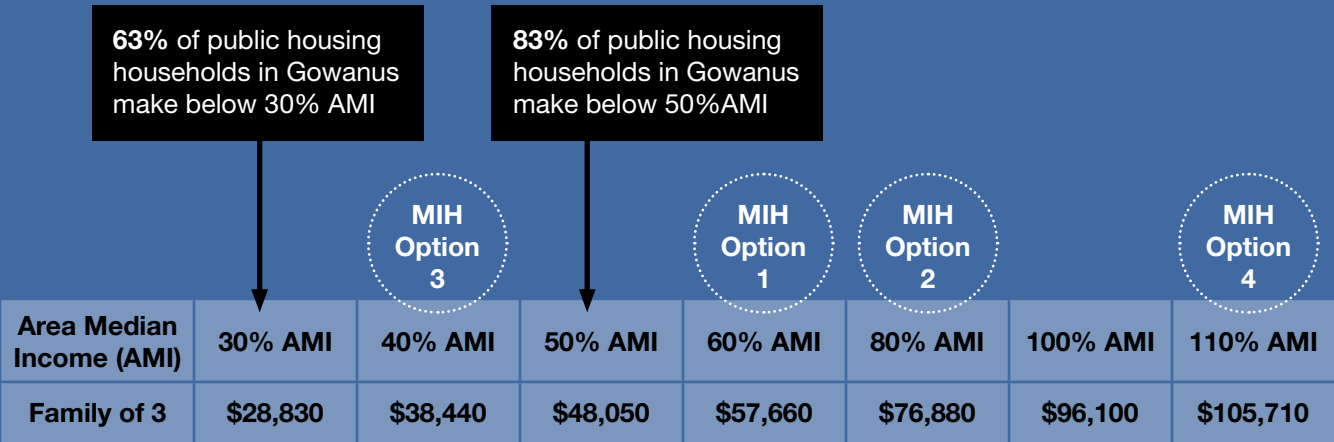 63% of public housing
households in Gowanus
make below 30% AMI
83% of public housing
households in Gowanus
make below 50%AMI
MIH
Option
3
MIH
Option
1
MIH
Option
2
MIH
Option
4
Area Median
Income (AMI)
30% AMI
40% AMI
50% AMI
60% AMI
80% AMI
100% AMI
110% AMI
Family of 3
$28,830
$38,440
$48,050
$57,660
$76,880
$96,100
$105,710